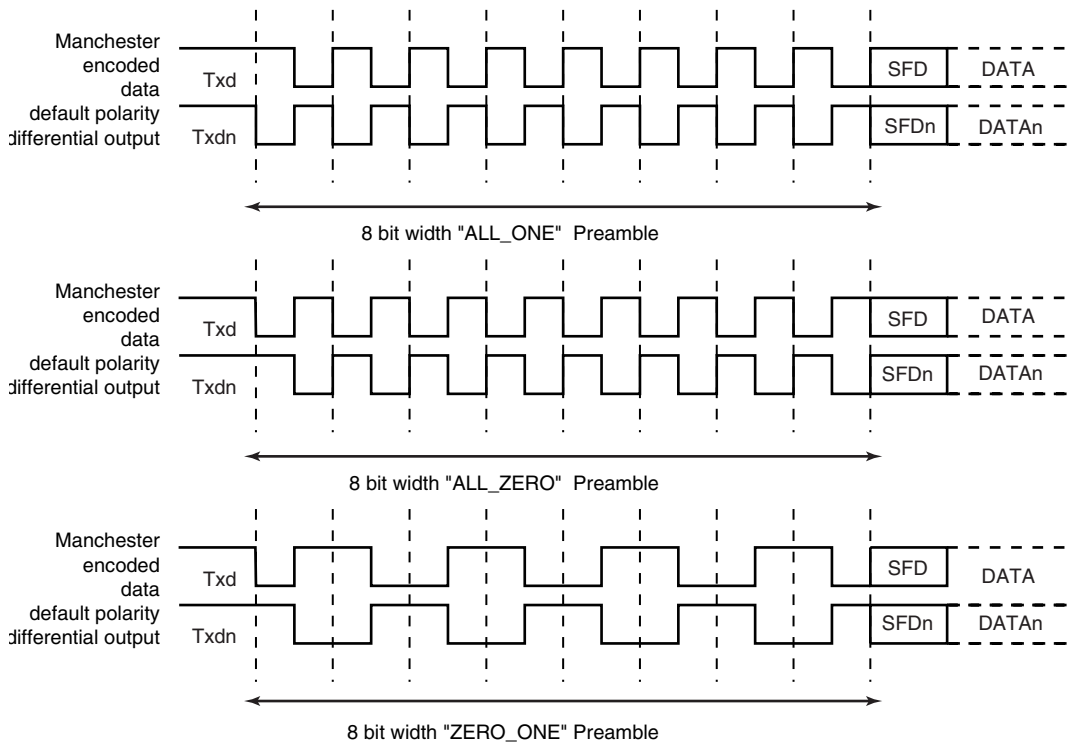 Manchester
encoded
data
Txd
SFD
DATA
default polarity
differential output
Txdn
SFDn
DATAn
8 bit width "ALL_ONE" Preamble
Manchester
encoded
data
Txd
SFD
DATA
default polarity
differential output
Txdn
SFDn
DATAn
8 bit width "ALL_ZERO" Preamble
Manchester
encoded
data
Txd
SFD
DATA
default polarity
differential output
Txdn
SFDn
DATAn
8 bit width "ZERO_ONE" Preamble